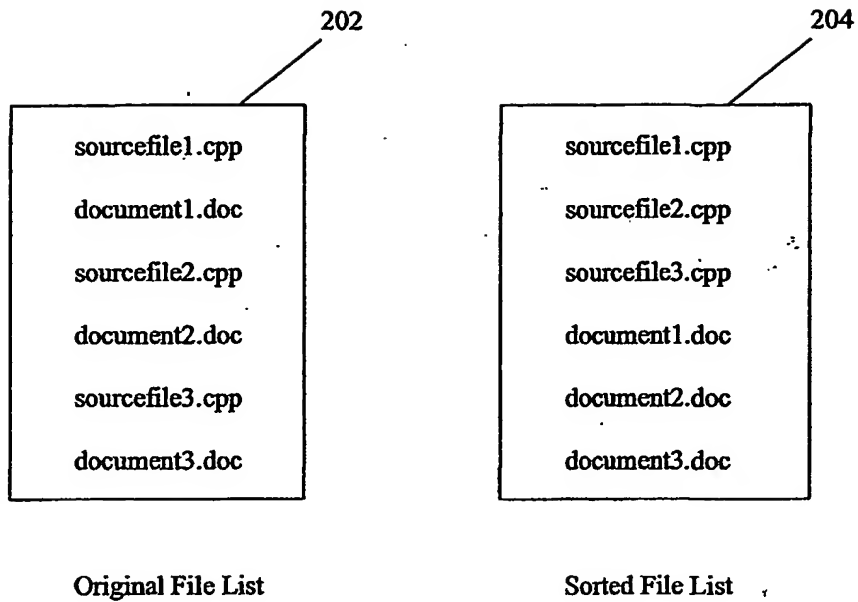 202
sourcefile1.cpp
document1.doc
sourcefile2.cpp
document2.doc
sourcefile3.cpp
document3.doc
Original File List
204
sourcefile1.cpp
sourcefile2.cpp
sourcefile3.cpp
document1.doc
document2.doc
document3.doc
Sorted File List